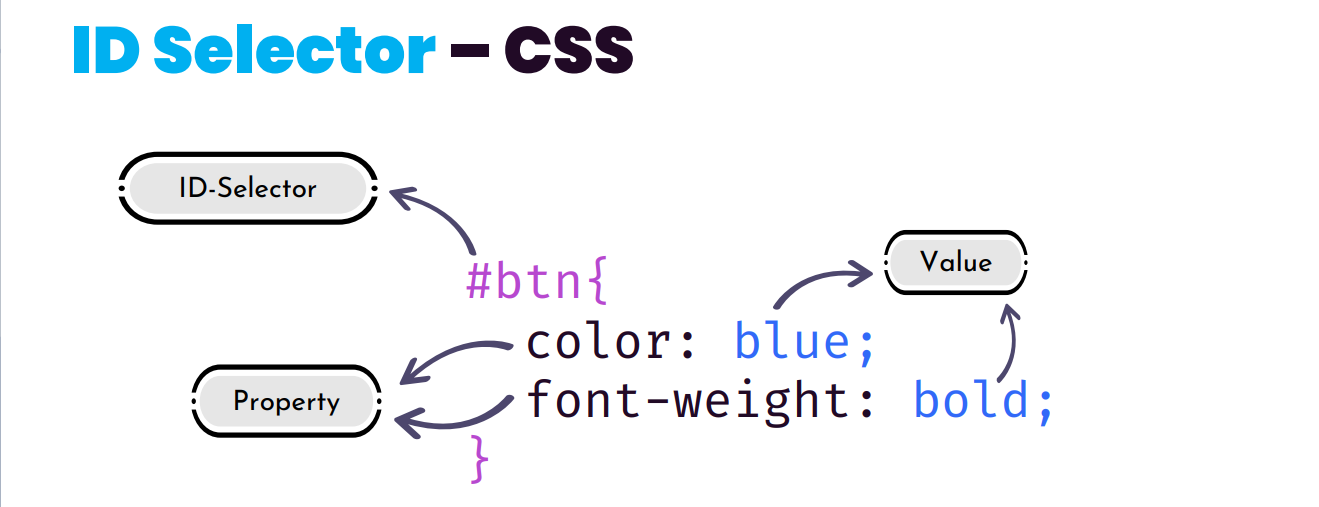 ID Selector – CSS
ID-Selector
Value
#btn{
color: blue;
Property
font-weight: bold;
}